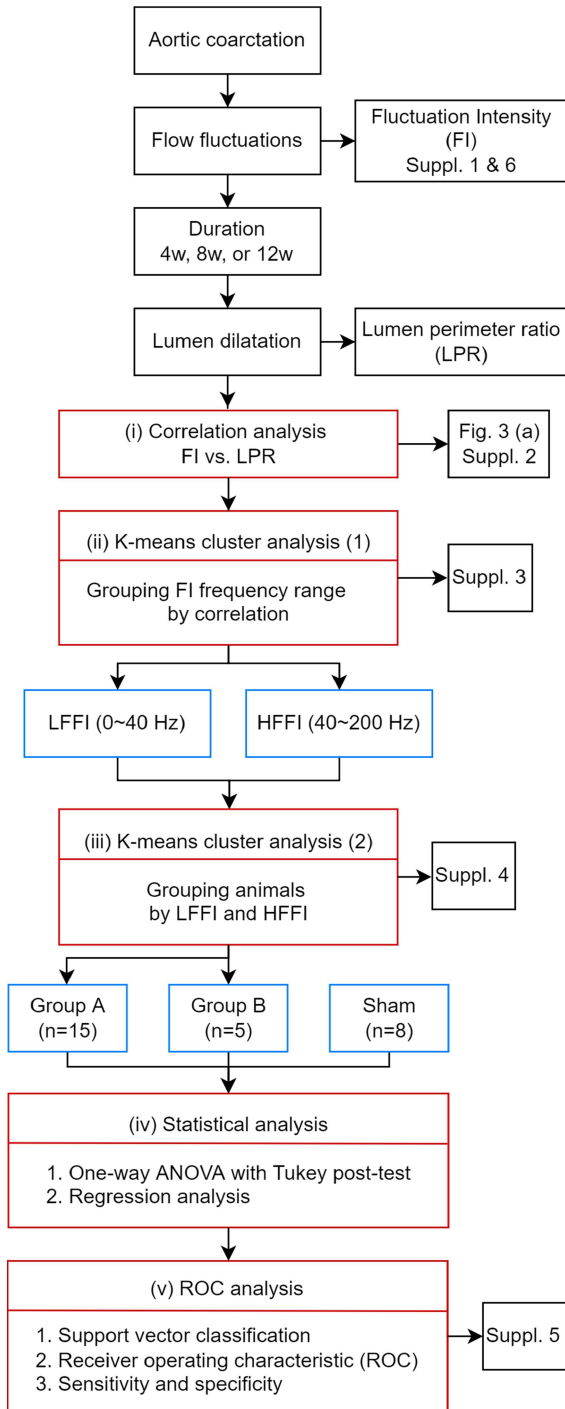 Aortic coarctation
Flow fluctuations
Fluctuation Intensity
(FI)
Suppl. 1 & 6
Duration
4w, 8w, or 12w
Lumen dilatation
Lumen perimeter ratio
(LPR)
(i) Correlation analysis
FI vs. LPR
Fig. 3 (a)
Suppl. 2
(ii) K-means cluster analysis (1)
Grouping FI frequency range
by correlation
Suppl. 3
LFFI (0~40 Hz)
HFFI (40~200 Hz)
(iii) K-means cluster analysis (2)
Grouping animals
by LFFI and HFFI
Suppl. 4
Group A
(n=15)
Group B
(n=5)
Sham
(n=8)
(iv) Statistical analysis
1. One-way ANOVA with Tukey post-test
2. Regression analysis
(v) ROC analysis
1. Support vector classification
2. Receiver operating characteristic (ROC)
3. Sensitivity and specificity
Suppl. 5